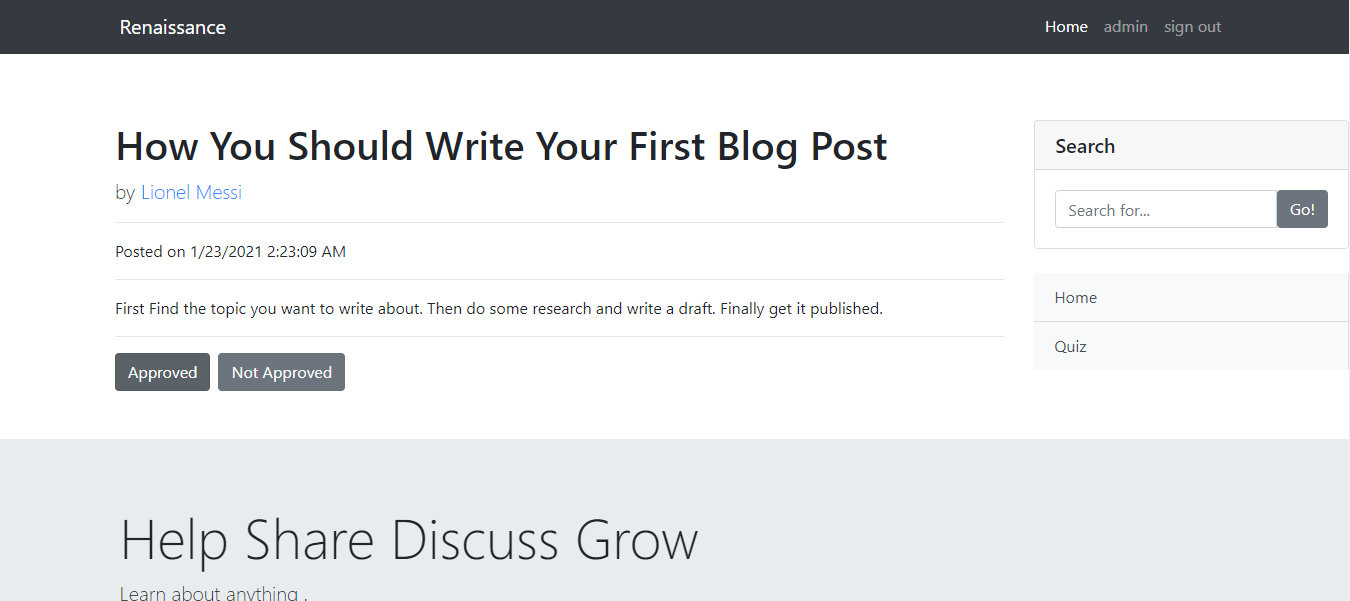 Renaissance
Home admin sign out
How You Should Write Your First Blog Post
by Lionel Messi
Posted on 1/23/2021 2:23:09 AM
First Find the topic you want to write about. Then do some research and write a draft. Finally get it published.
Approved Not Approved
Search
Search for... Go!
Home
Quiz
Help Share Discuss Grow
Learn about anything .